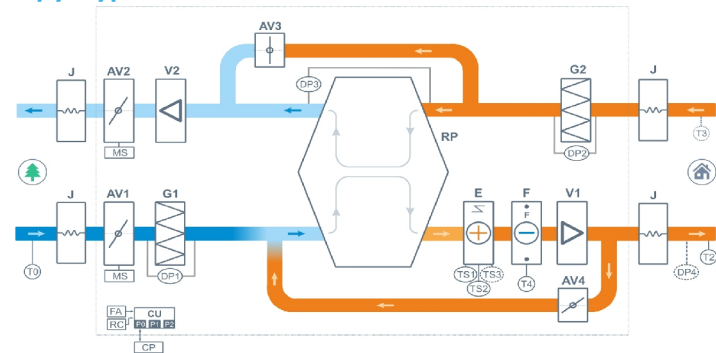 AV3
J
AV2
V2
G2
J
DP3
RP
MS
DP2
T3
J
AV1
G1
E
F
V1
J
F
T0
MS
DP1
TS1
TS3
TS2
T4
AV4
DP4
T2
FA
CU
RC
P0 P1 P2
CP